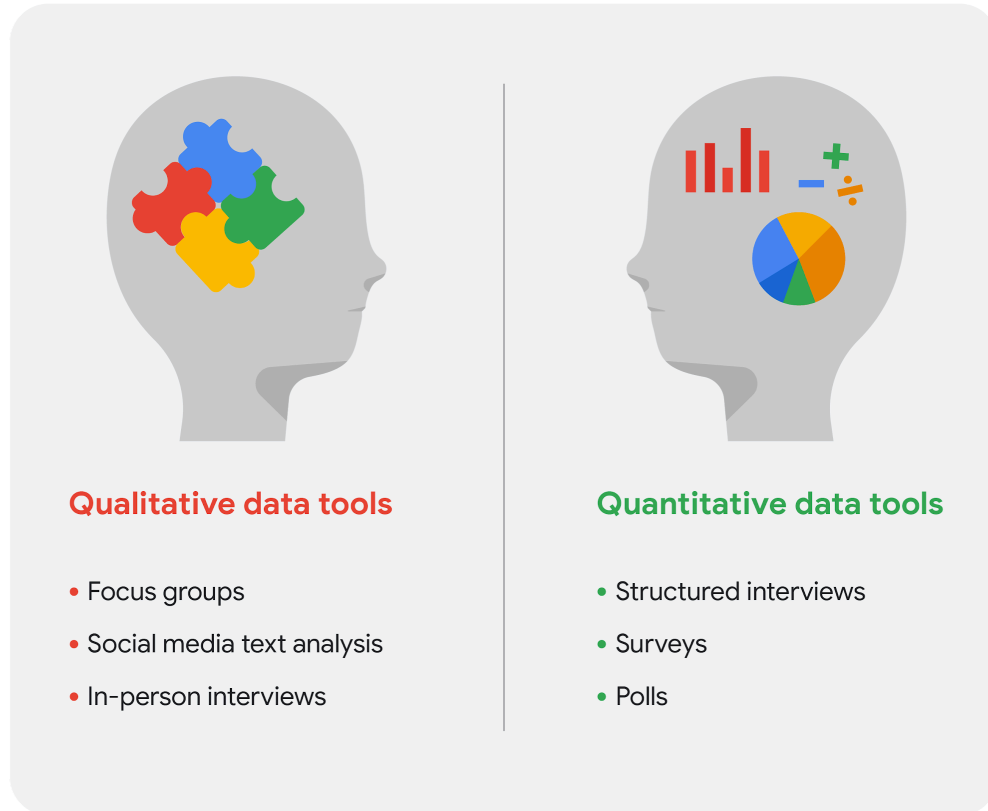 Qualitative data tools
• Focus groups
• Social media text analysis
• In-person interviews
Quantitative data tools
• Structured interviews
• Surveys
• Polls